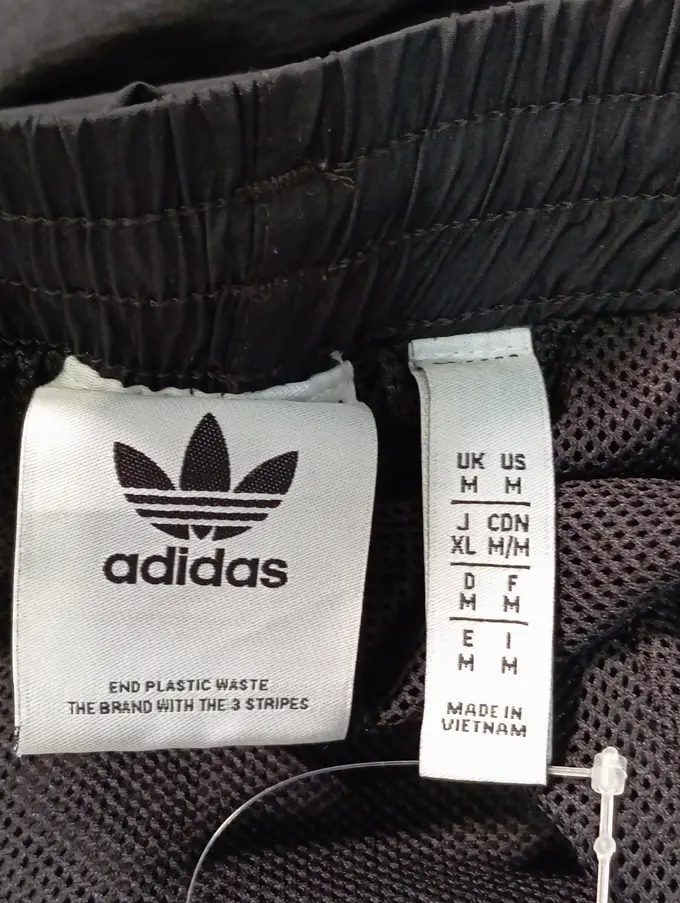 adidas
END PLASTIC WASTE
THE BRAND WITH THE 3 STRIPES
UK US
M M
J CDN
XL M/M
D F
M M
E I
M M
MADE IN
VIETNAM